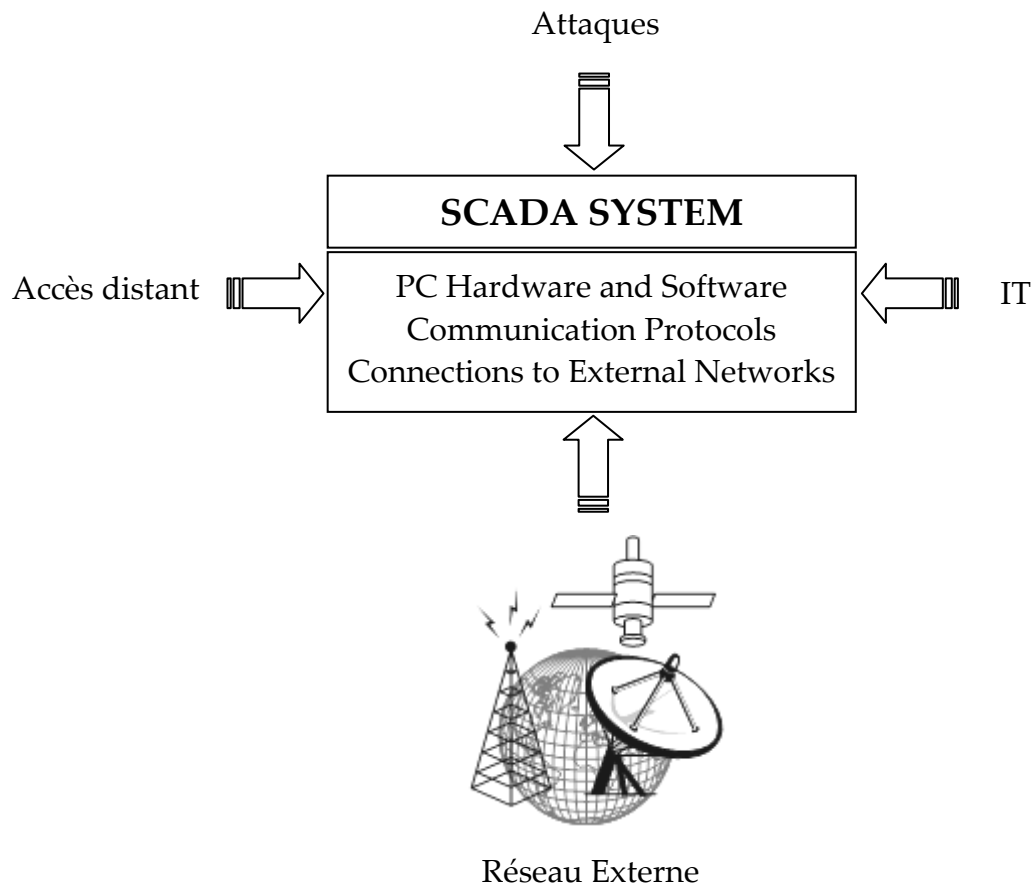 Attaques
SCADA SYSTEM
Accès distant
PC Hardware and Software
Communication Protocols
Connections to External Networks
IT
Réseau Externe